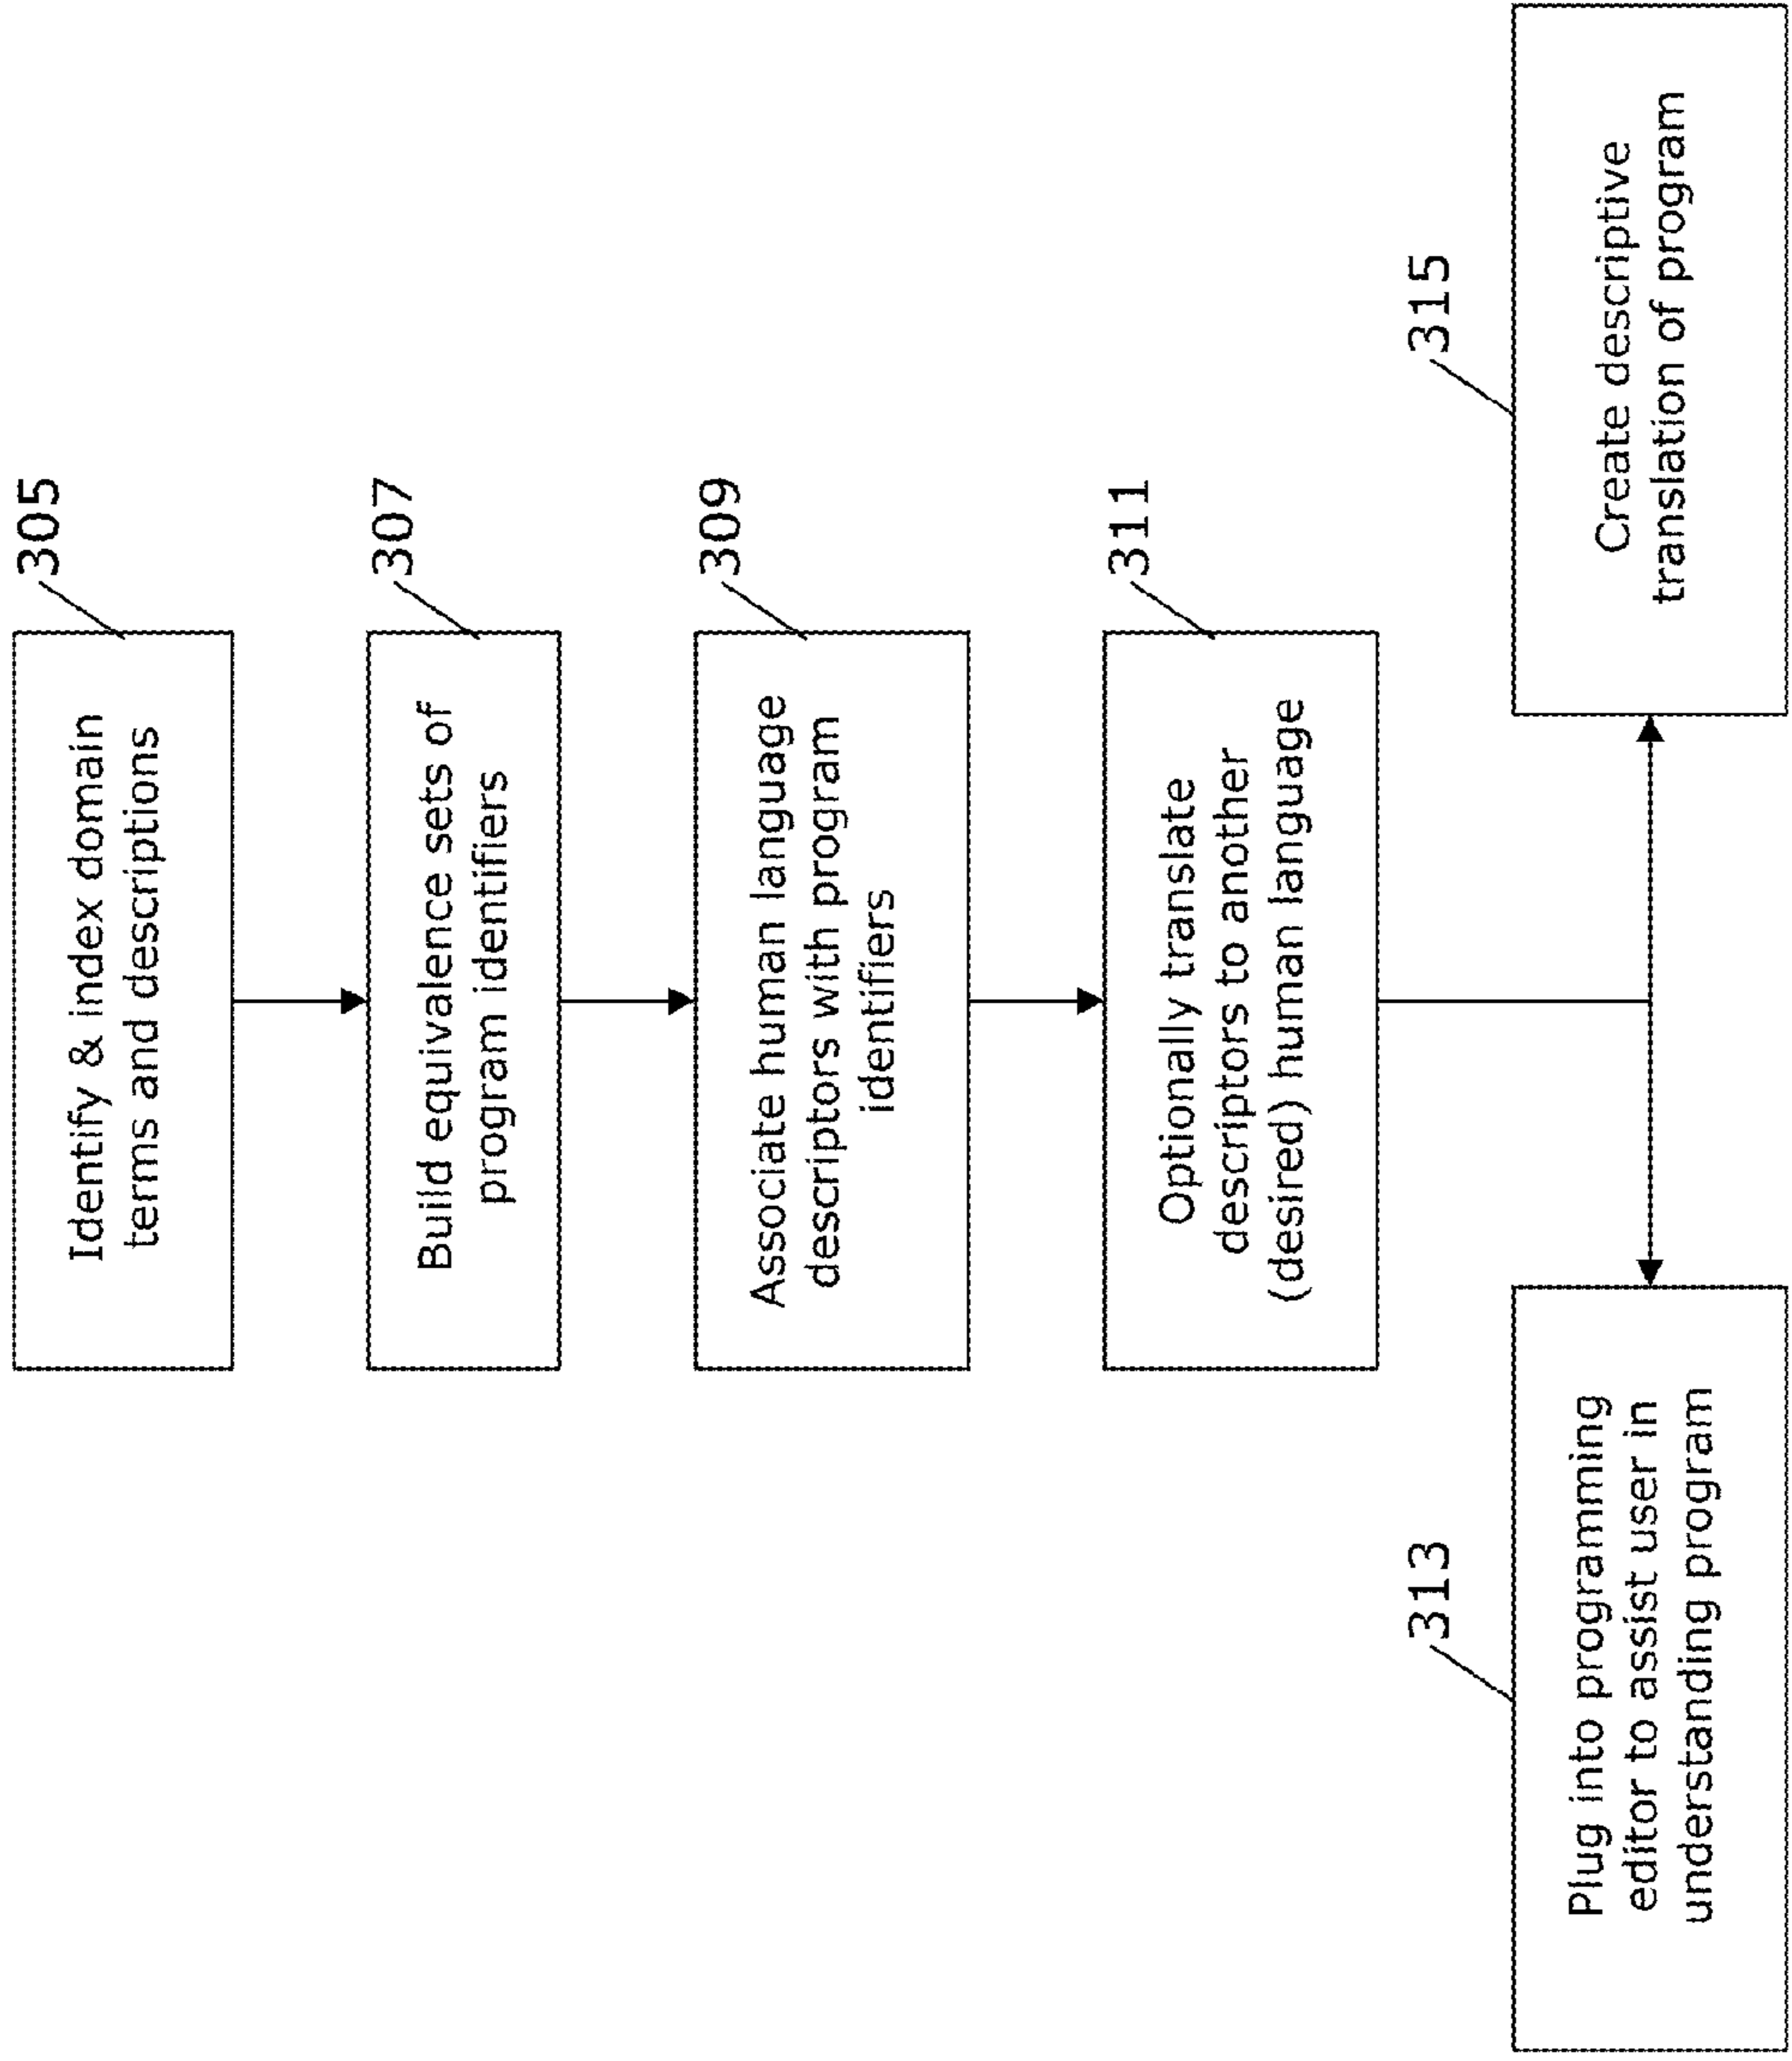 305
Identify & index domain
terms and descriptions
307
Build equivalence sets of
program identifiers
309
Associate human language
descriptors with program
identifiers
311
Optionally translate
descriptors to another
(desired) human language
313
Plug into programming
editor to assist user in
understanding program
315
Create descriptive
translation of program